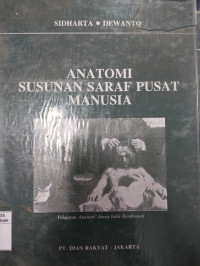 SIDHARTA ● DEWANTO
ANATOMI
SUSUNAN SARAF PUSAT
MANUSIA
PT. DIAN RAKYAT - JAKARTA